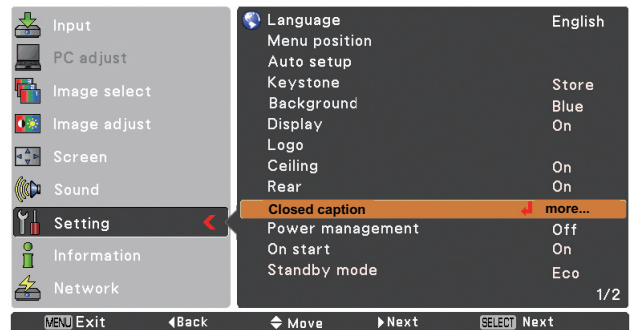 Input
PC adjust
Image select
Image adjust
Screen
Sound
Setting
Information
Network
Language English
Menu position
Auto setup
Keystone Store
Background Blue
Display On
Logo
Ceiling On
Rear On
Closed caption more...
Power management Off
On start On
Standby mode Eco
1/2
MENU Exit Back Move Next SELECT Next